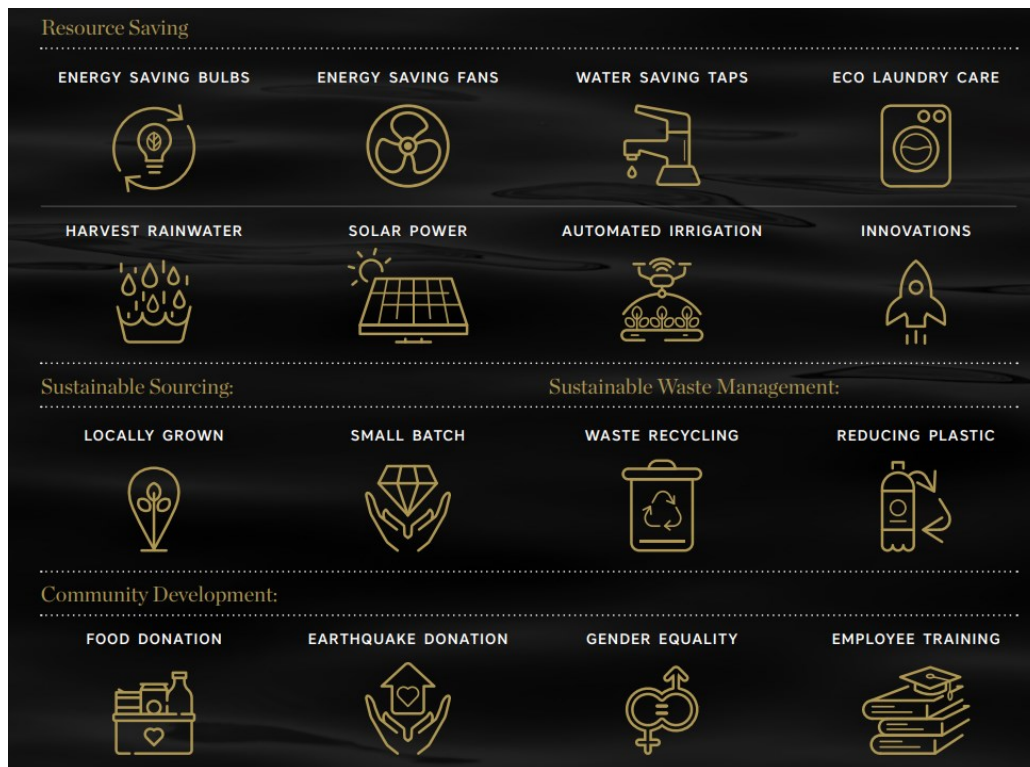 Resource Saving
ENERGY SAVING BULBS
ENERGY SAVING FANS
WATER SAVING TAPS
ECO LAUNDRY CARE
HARVEST RAINWATER
SOLAR POWER
AUTOMATED IRRIGATION
INNOVATIONS
Sustainable Sourcing:
Sustainable Waste Management:
LOCALLY GROWN
SMALL BATCH
WASTE RECYCLING
REDUCING PLASTIC
Community Development:
FOOD DONATION
EARTHQUAKE DONATION
GENDER EQUALITY
EMPLOYEE TRAINING